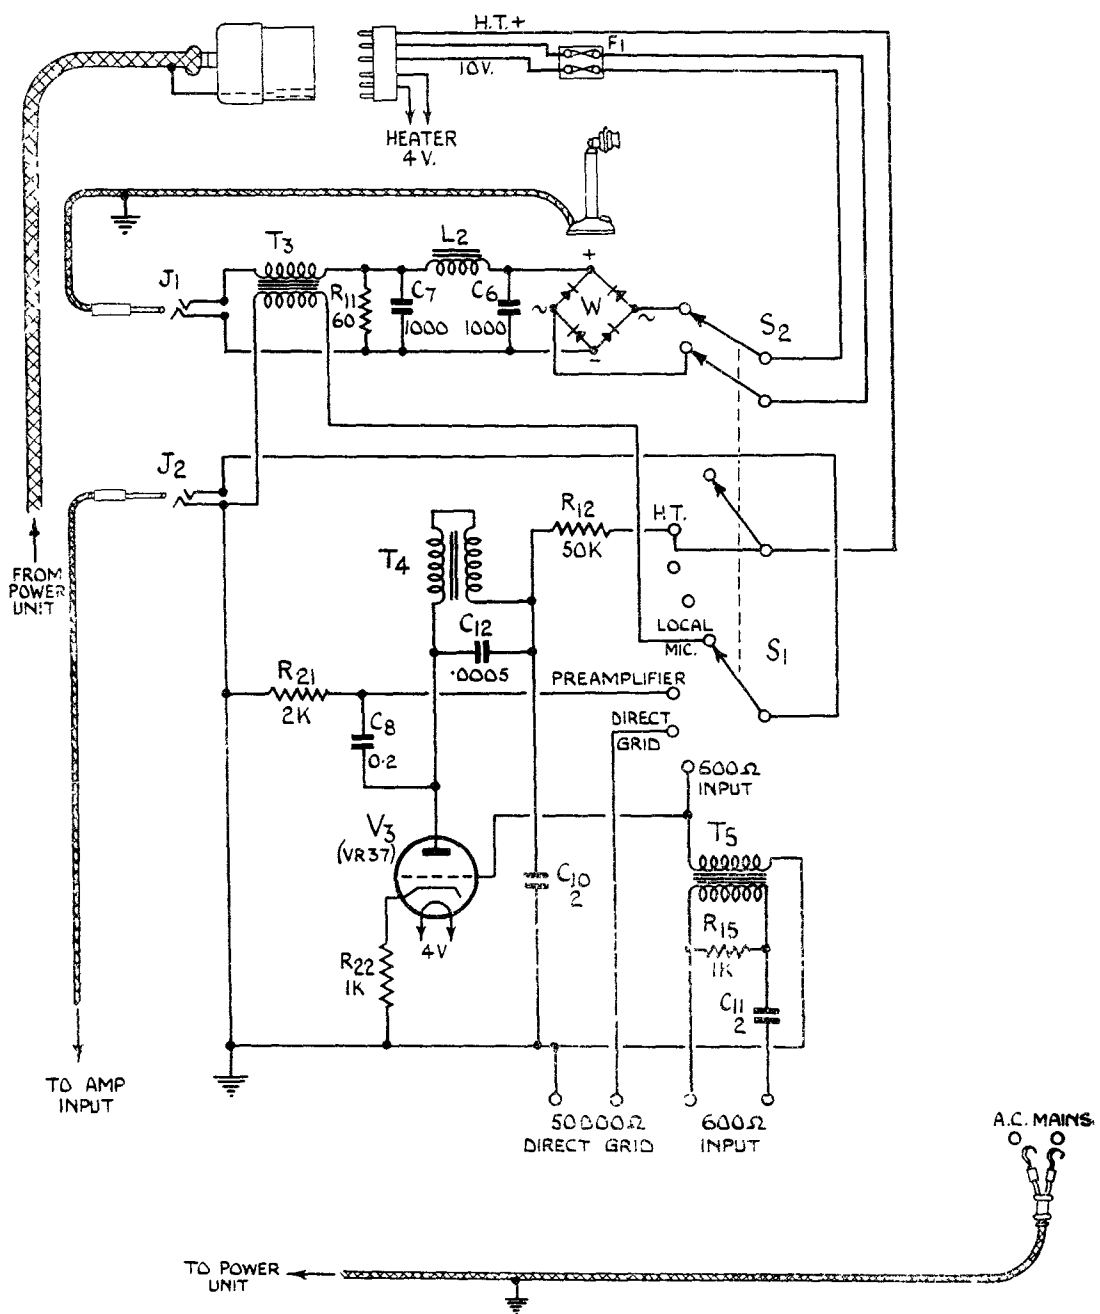 H.T.+
F1
10V.
HEATER
4V.
T3
L2
+
J1
R11
60
C7
1000
C6
1000
~
W
~
S2
-
J2
R12
50K
H.T.
T4
FROM
POWER
UNIT
C12
.0005
LOCAL
MIC.
S1
R21
2K
PREAMPLIFIER
C8
0.2
DIRECT
GRID
600Ω
INPUT
V3
(VR37)
T5
C10
2
4V
R15
1K
R22
1K
C11
2
TO AMP
INPUT
50000Ω
DIRECT GRID
600Ω
INPUT
A.C. MAINS.
TO POWER
UNIT